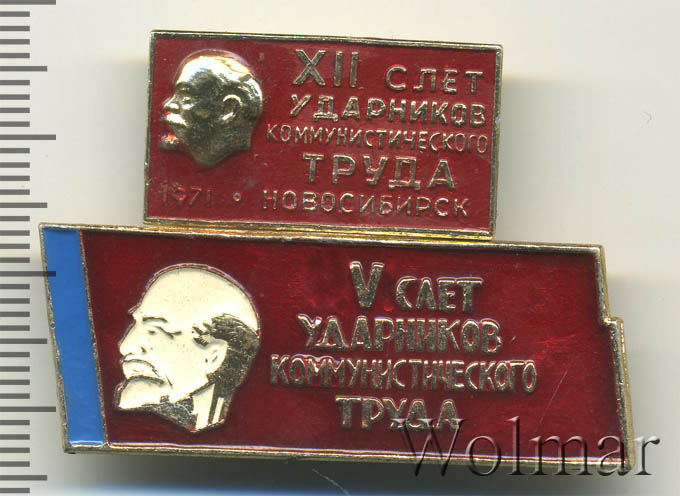 XII СЛЕТ
УДАРНИКОВ
КОММУНИСТИЧЕСКОГО
ТРУДА
1971 • НОВОСИБИРСК
V СЛЕТ
УДАРНИКОВ
КОММУНИСТИЧЕСКОГО
ТРУДА
Wolmar